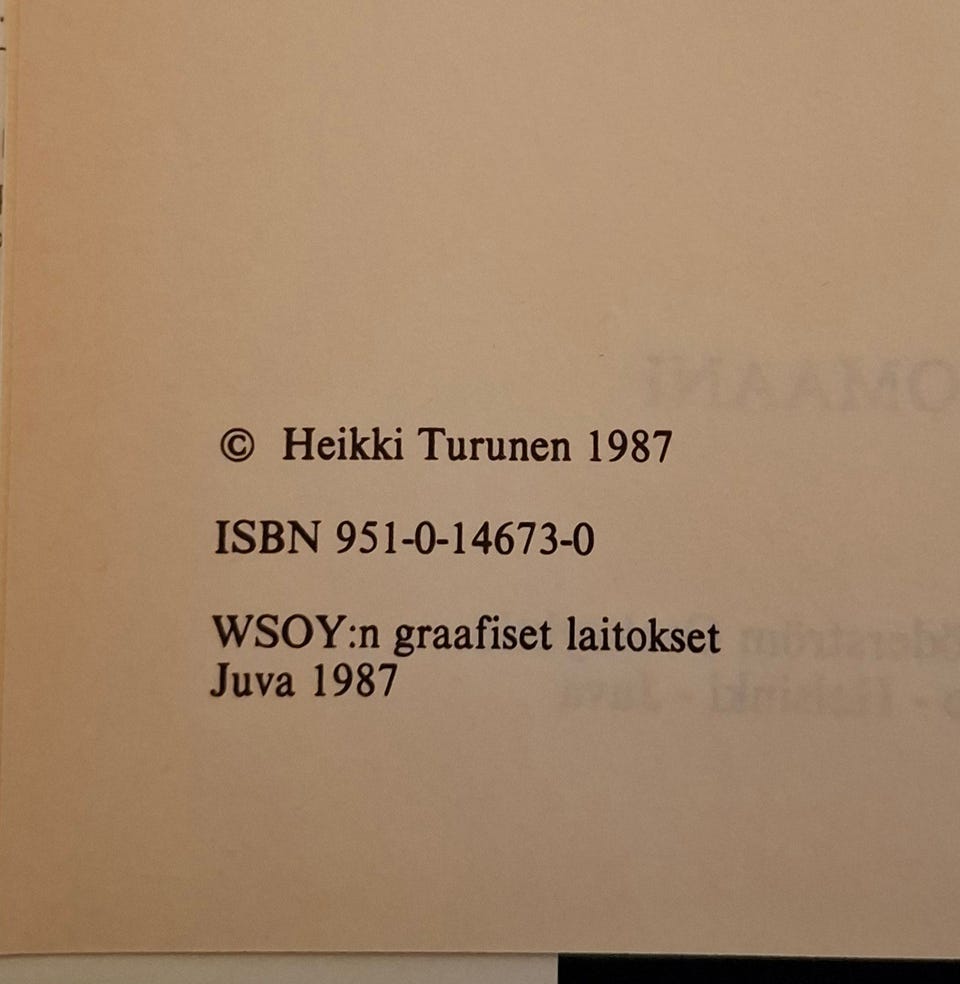 © Heikki Turunen 1987
ISBN 951-0-14673-0
WSOY:n graafiset laitokset
Juva 1987